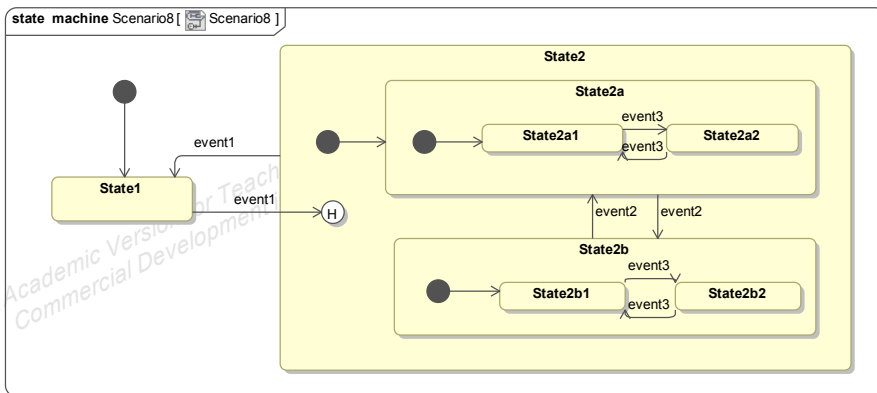 state machine Scenario8 [ Scenario8 ]
State2
State2a
event3
State2a1
State2a2
event3
event1
State1
event1
H
event2
event2
State2b
event3
State2b1
State2b2
event3
Academic Version for Teach
Commercial Development